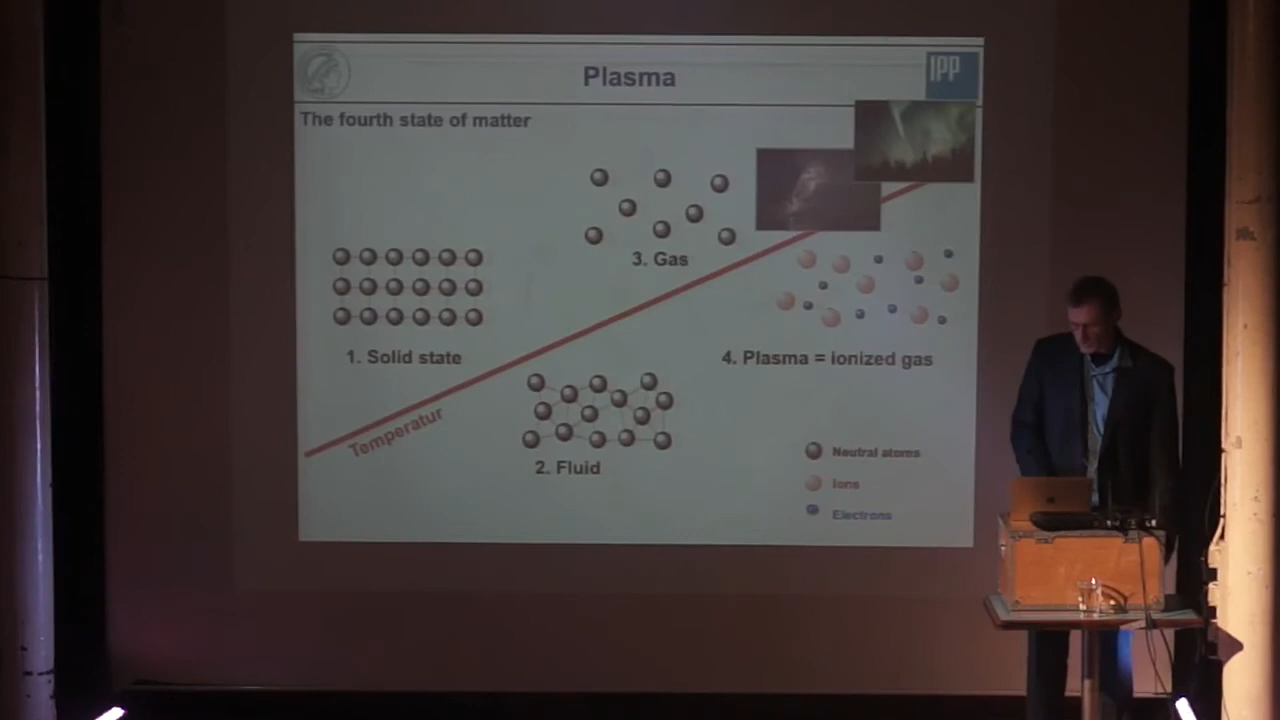 Plasma
IPP
The fourth state of matter
3. Gas
1. Solid state
4. Plasma = ionized gas
Temperatur
2. Fluid
Neutral atoms
Ions
Electrons